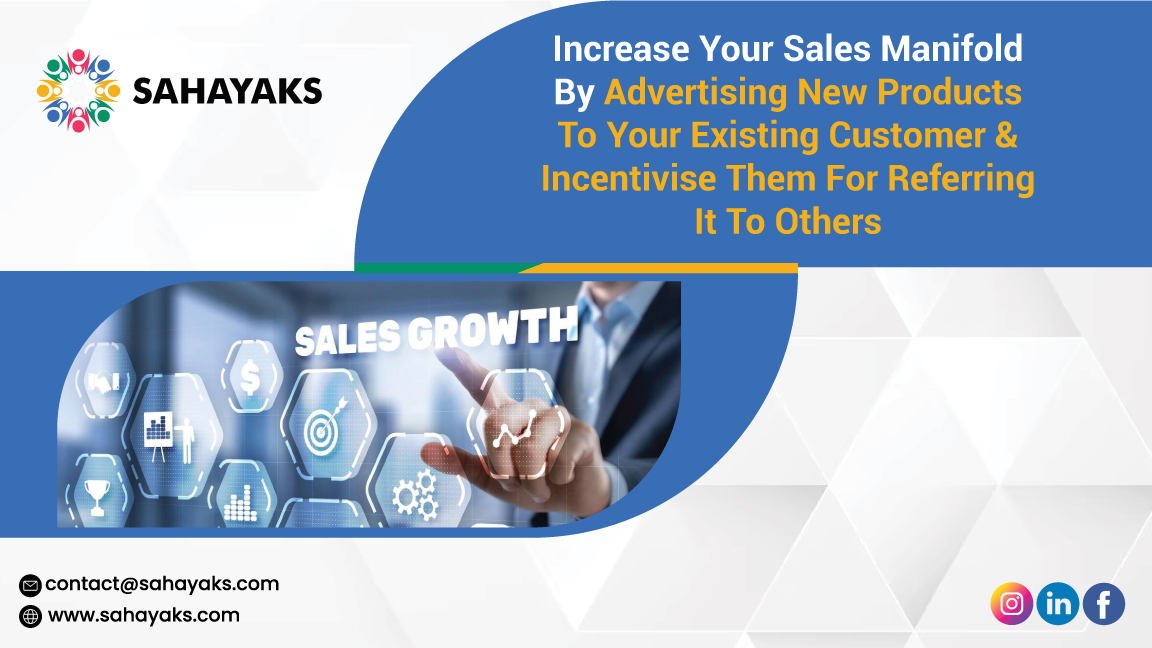 SAHAYAKS
Increase Your Sales Manifold
By Advertising New Products
To Your Existing Customer &
Incentivise Them For Referring
It To Others
SALES GROWTH
$
contact@sahayaks.com
www.sahayaks.com
in
f